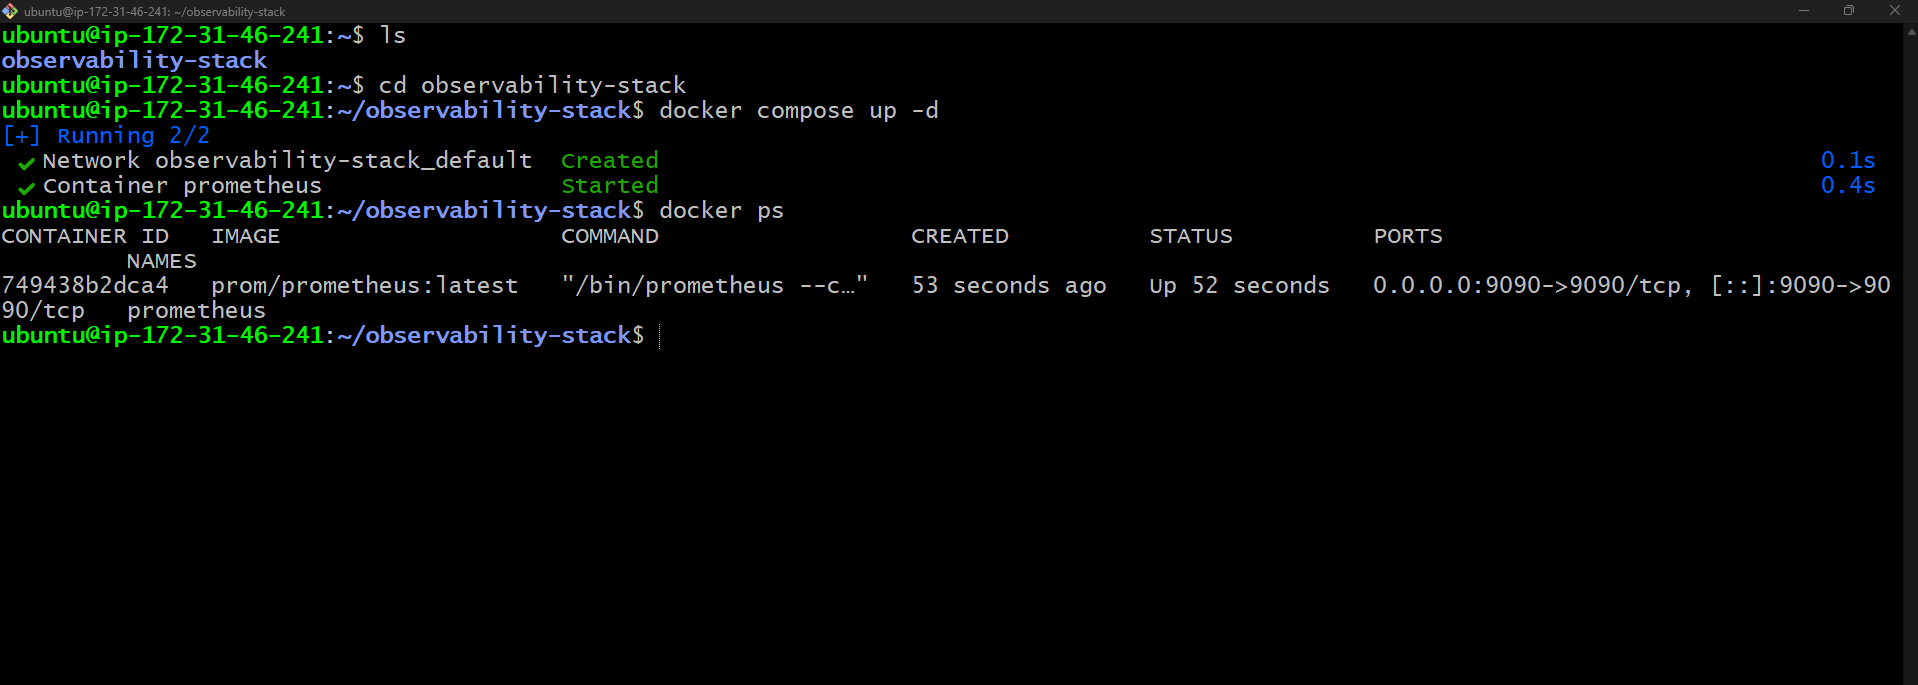 ubuntu@ip-172-31-46-241: ~/observability-stack
ubuntu@ip-172-31-46-241:~$ ls
observability-stack
ubuntu@ip-172-31-46-241:~$ cd observability-stack
ubuntu@ip-172-31-46-241:~/observability-stack$ docker compose up -d
[+] Running 2/2
✔ Network observability-stack_default  Created  0.1s
✔ Container prometheus  Started  0.4s
ubuntu@ip-172-31-46-241:~/observability-stack$ docker ps
CONTAINER ID   IMAGE                    COMMAND                  CREATED          STATUS          PORTS
         NAMES
749438b2dca4   prom/prometheus:latest   "/bin/prometheus --c…"   53 seconds ago   Up 52 seconds   0.0.0.0:9090->9090/tcp, [::]:9090->90
90/tcp   prometheus
ubuntu@ip-172-31-46-241:~/observability-stack$